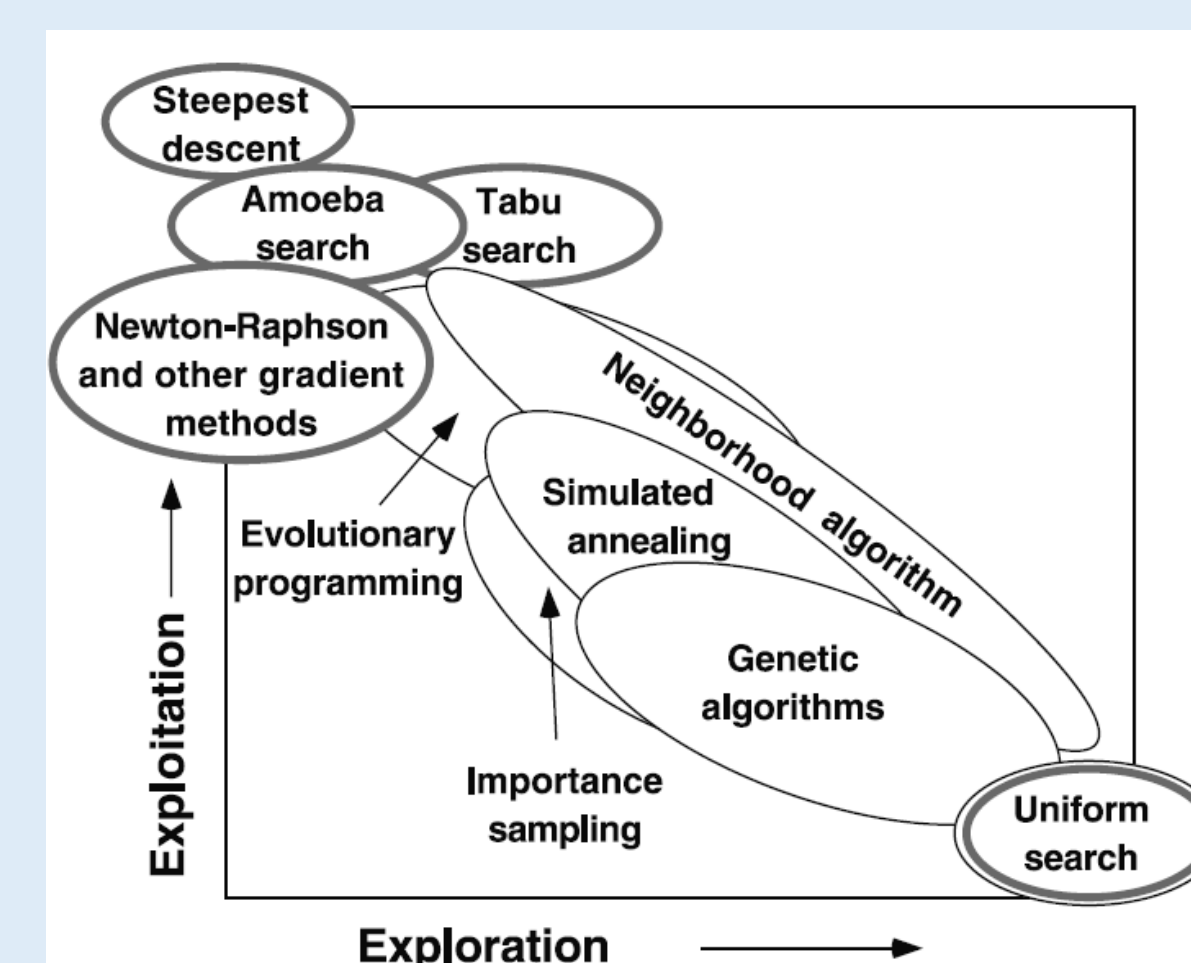 Steepest
descent
Amoeba
search
Tabu
search
Newton-Raphson
and other gradient
methods
Neighborhood algorithm
Simulated
annealing
Evolutionary
programming
Genetic
algorithms
Importance
sampling
Uniform
search
Exploitation
Exploration